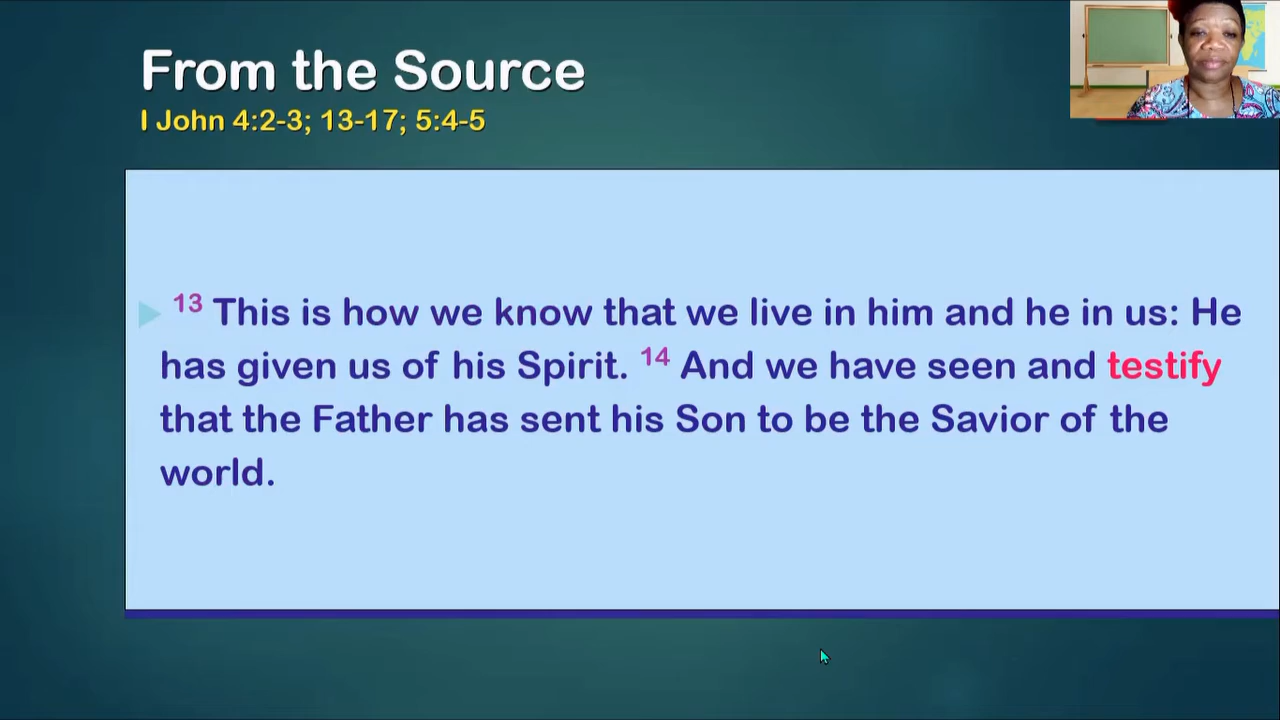 From the Source
I John 4:2-3; 13-17; 5:4-5
13 This is how we know that we live in him and he in us: He
has given us of his Spirit. 14 And we have seen and testify
that the Father has sent his Son to be the Savior of the
world.